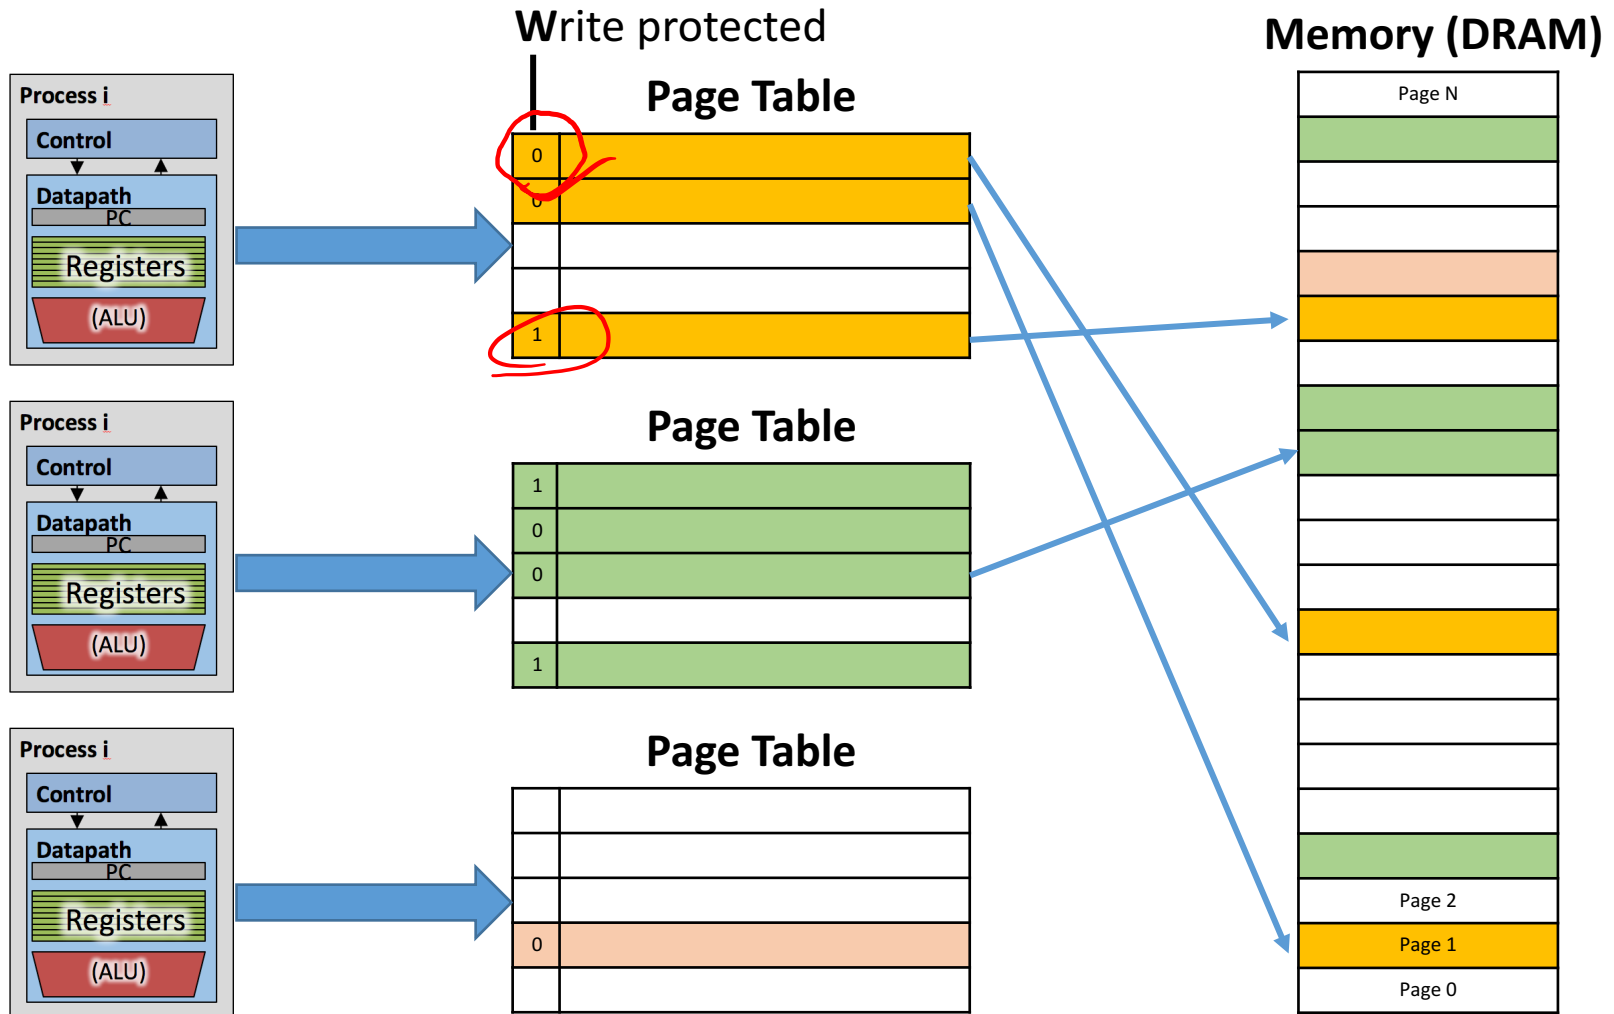 Write protected
Memory (DRAM)
Process i
Control
Datapath
PC
Registers
(ALU)
Page Table
0
0
1
Process i
Control
Datapath
PC
Registers
(ALU)
Page Table
1
0
0
1
Process i
Control
Datapath
PC
Registers
(ALU)
Page Table
0
Page N
Page 2
Page 1
Page 0